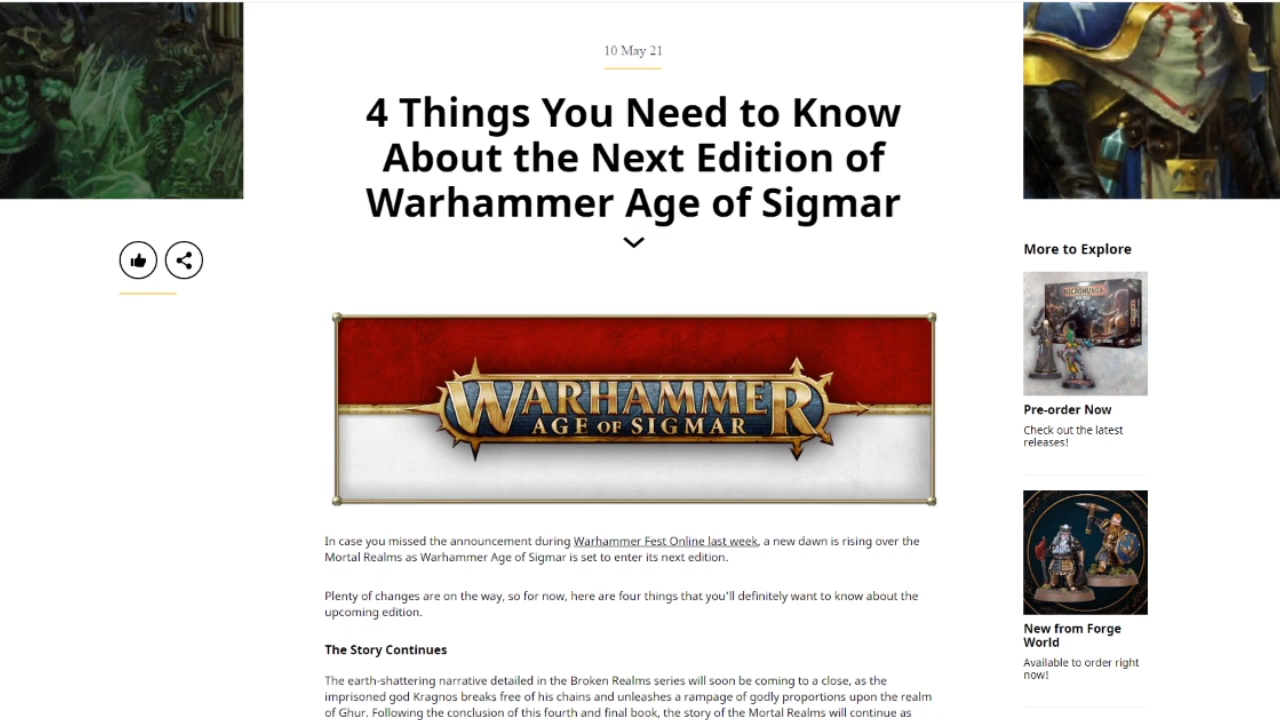 10 May 21
4 Things You Need to Know
About the Next Edition of
Warhammer Age of Sigmar
WARHAMMER
AGE OF SIGMAR
In case you missed the announcement during Warhammer Fest Online last week, a new dawn is rising over the
Mortal Realms as Warhammer Age of Sigmar is set to enter its next edition.
Plenty of changes are on the way, so for now, here are four things that you'll definitely want to know about the
upcoming edition.
The Story Continues
The earth-shattering narrative detailed in the Broken Realms series will soon be coming to a close, as the
imprisoned god Kragnos breaks free of his chains and unleashes a rampage of godly proportions upon the realm
of Ghur. Following the conclusion of this fourth and final book, the story of the Mortal Realms will continue as
More to Explore
NECROMUNDA
Pre-order Now
Check out the latest
releases!
New from Forge
World
Available to order right
now!